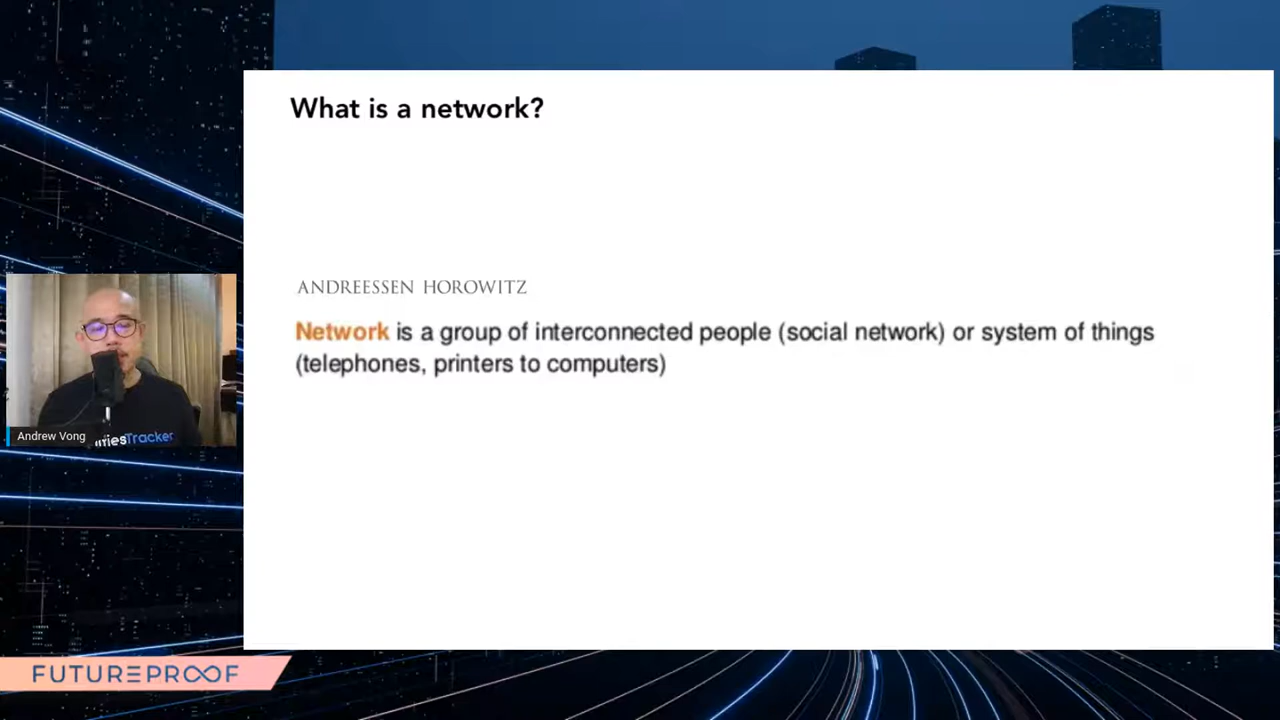 What is a network?
ANDREESSEN HOROWITZ
Network is a group of interconnected people (social network) or system of things
(telephones, printers to computers)
Andrew Vong
Tracker
FUTUREPROOF